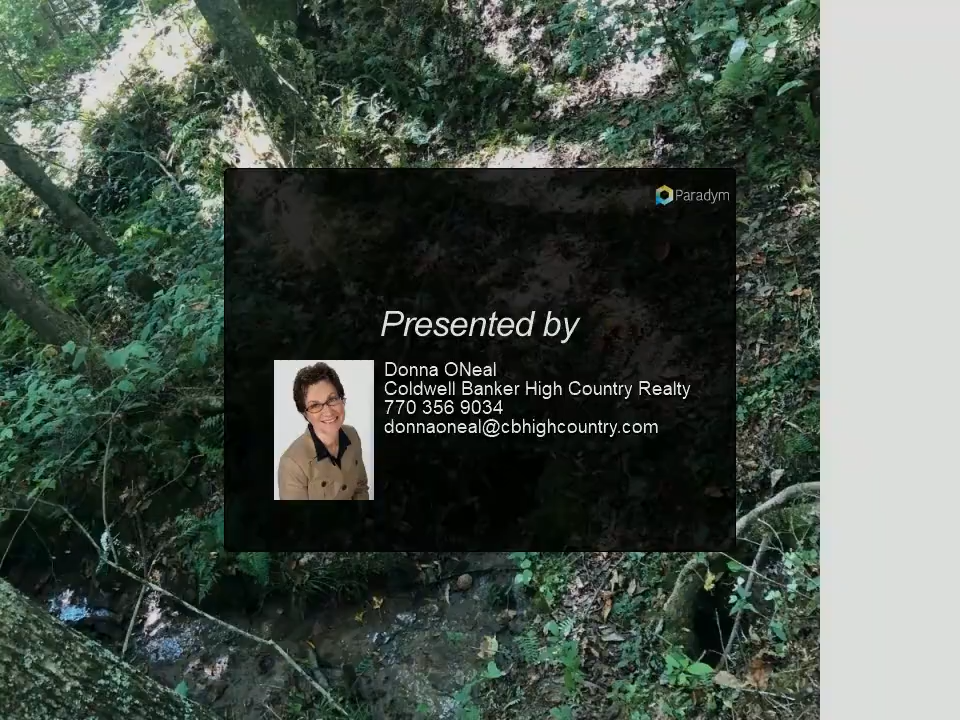 Paradym
Presented by
Donna ONeal
Coldwell Banker High Country Realty
770 356 9034
donnaoneal@cbhighcountry.com